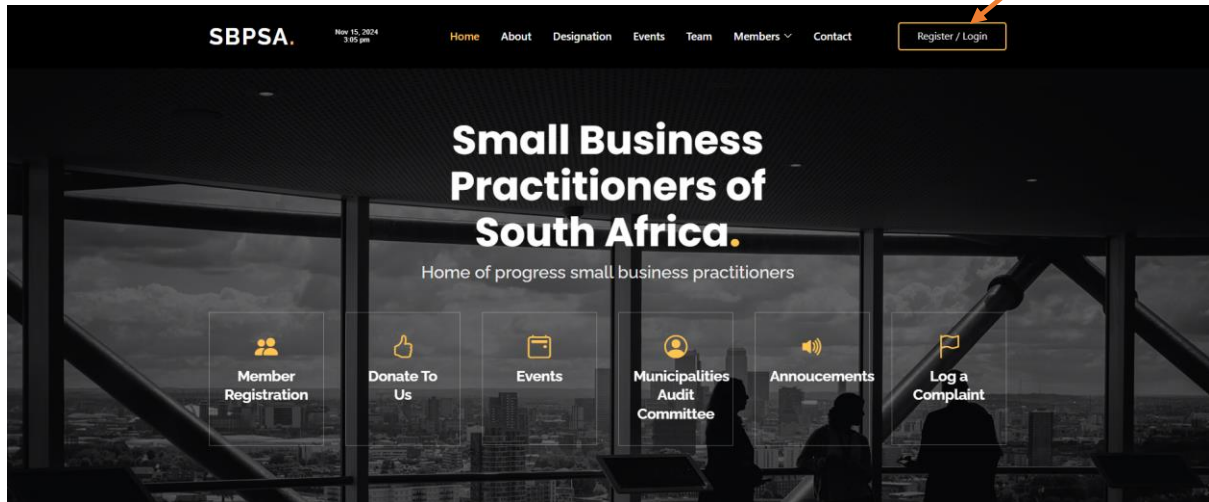 SBPSA.
Nov 15, 2024
3:05 pm
Home About Designation Events Team Members Contact
Register / Login
Small Business
Practitioners of
South Africa.
Home of progress small business practitioners
Member
Registration
Donate To
Us
Events
Municipalities
Audit
Committee
Annoucements
Log a
Complaint